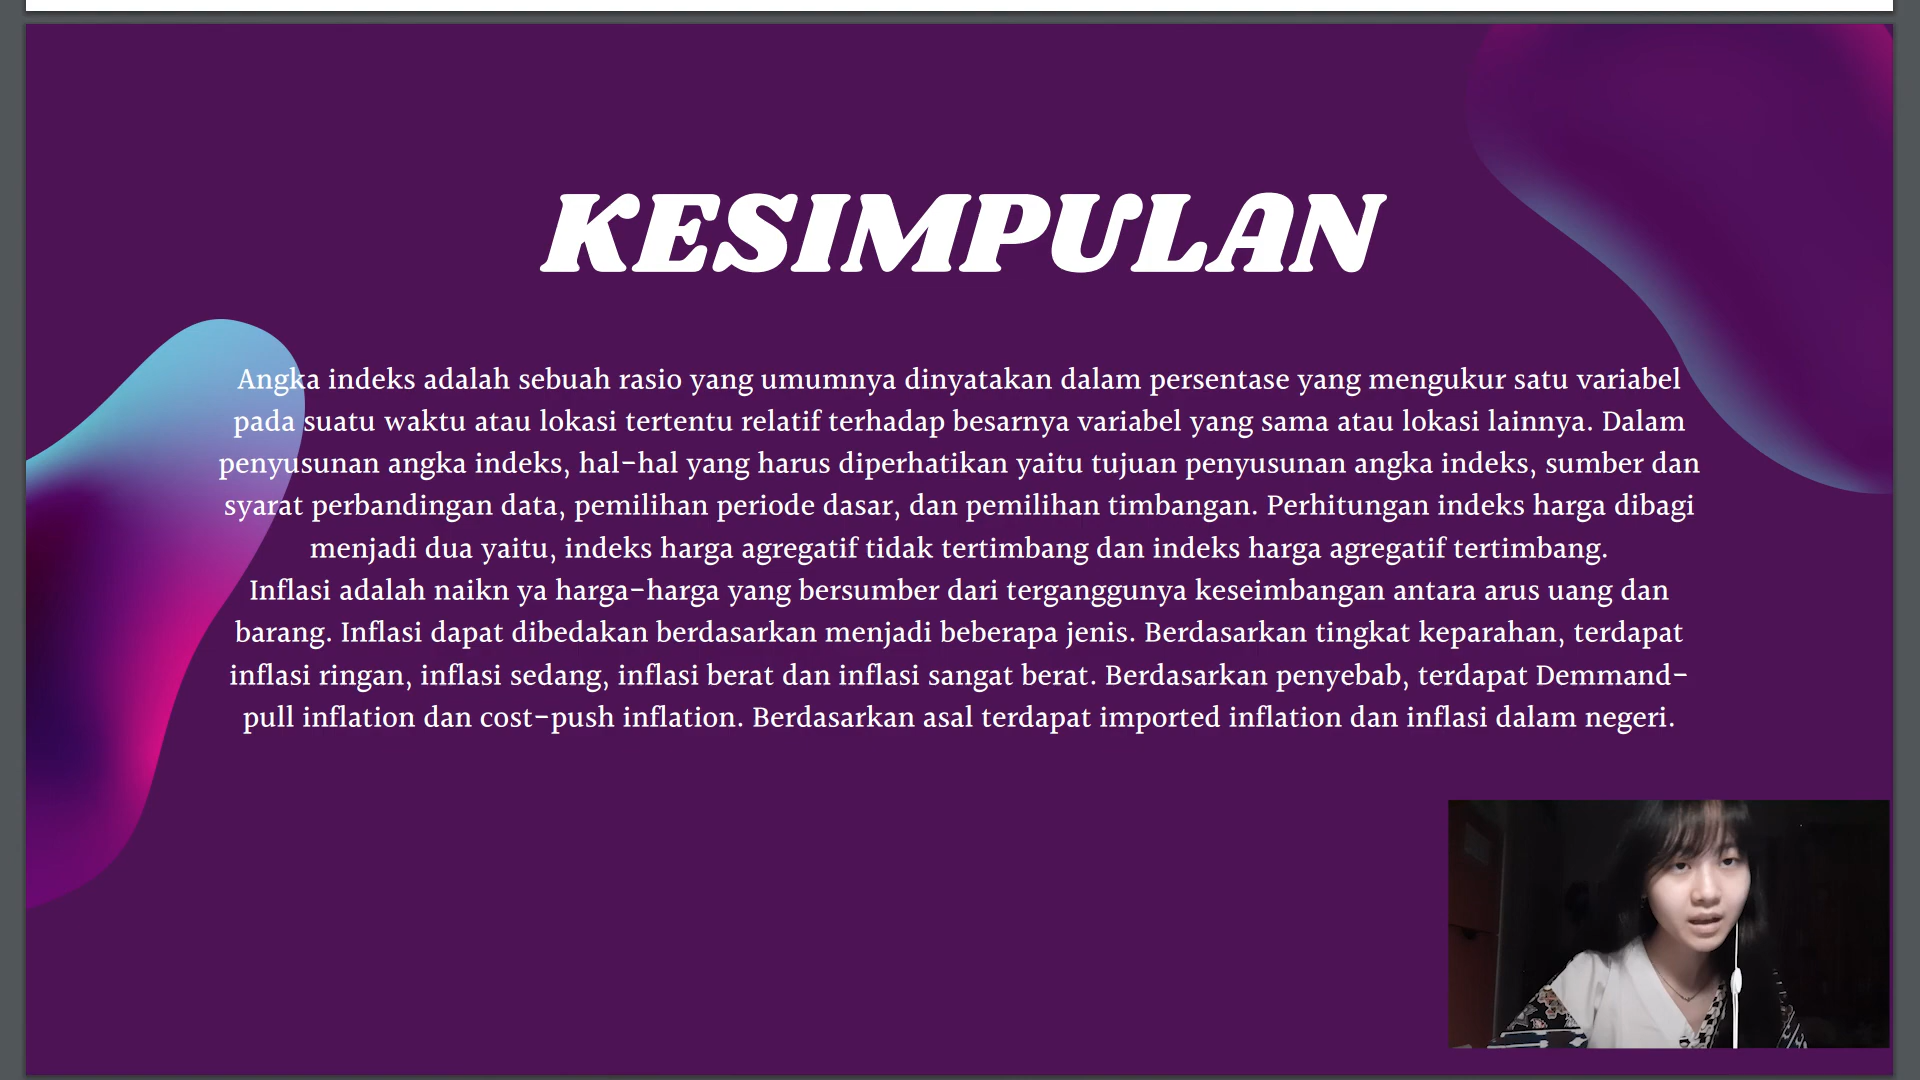 KESIMPULAN
Angka indeks adalah sebuah rasio yang umumnya dinyatakan dalam persentase yang mengukur satu variabel
pada suatu waktu atau lokasi tertentu relatif terhadap besarnya variabel yang sama atau lokasi lainnya. Dalam
penyusunan angka indeks, hal-hal yang harus diperhatikan yaitu tujuan penyusunan angka indeks, sumber dan
syarat perbandingan data, pemilihan periode dasar, dan pemilihan timbangan. Perhitungan indeks harga dibagi
menjadi dua yaitu, indeks harga agregatif tidak tertimbang dan indeks harga agregatif tertimbang.
Inflasi adalah naikn ya harga-harga yang bersumber dari terganggunya keseimbangan antara arus uang dan
barang. Inflasi dapat dibedakan berdasarkan menjadi beberapa jenis. Berdasarkan tingkat keparahan, terdapat
inflasi ringan, inflasi sedang, inflasi berat dan inflasi sangat berat. Berdasarkan penyebab, terdapat Demmand-
pull inflation dan cost-push inflation. Berdasarkan asal terdapat imported inflation dan inflasi dalam negeri.